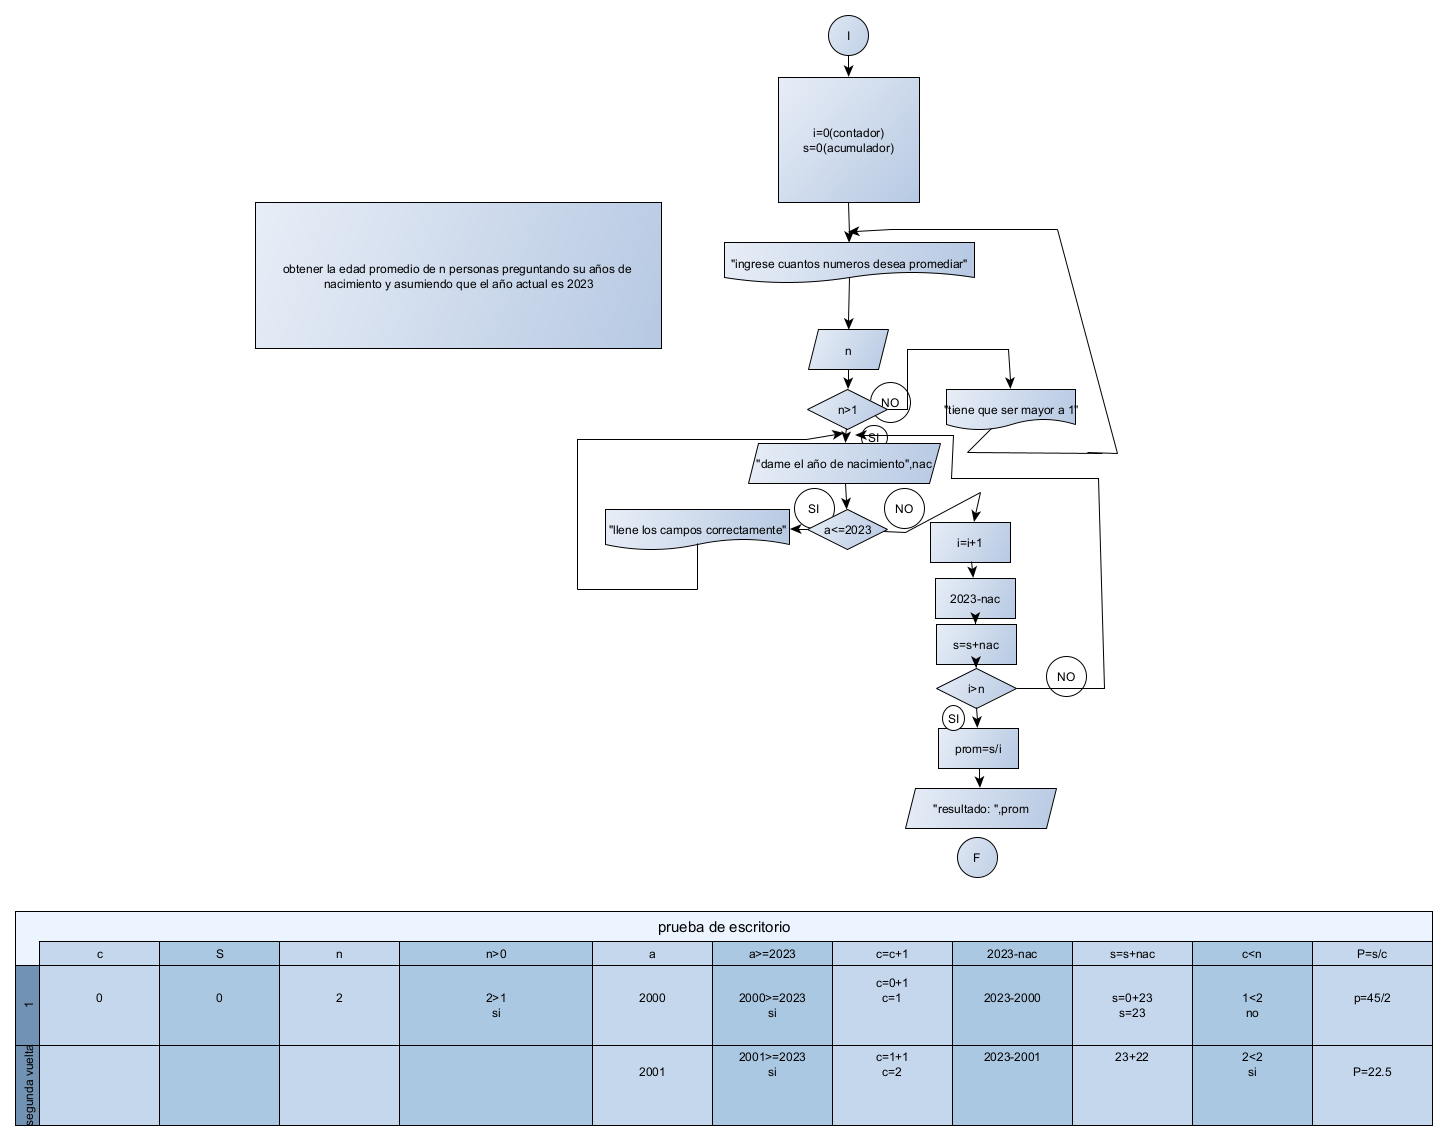 I
i=0(contador)
s=0(acumulador)
obtener la edad promedio de n personas preguntando su años de
nacimiento y asumiendo que el año actual es 2023
"ingrese cuantos numeros desea promediar"
n
n>1
NO
"tiene que ser mayor a 1"
SI
"dame el año de nacimiento",nac
SI
NO
"llene los campos correctamente"
a<=2023
i=i+1
2023-nac
s=s+nac
i>n
NO
SI
prom=s/i
"resultado: ",prom
F
prueba de escritorio
c S n n>0 a a>=2023 c=c+1 2023-nac s=s+nac c<n P=s/c
1
0 0 2
2>1
si
2000
2000>=2023
si
c=0+1
c=1
2023-2000
s=0+23
s=23
1<2
no
p=45/2
segunda vuelta
2001
2001>=2023
si
c=1+1
c=2
2023-2001
23+22
2<2
si
P=22.5